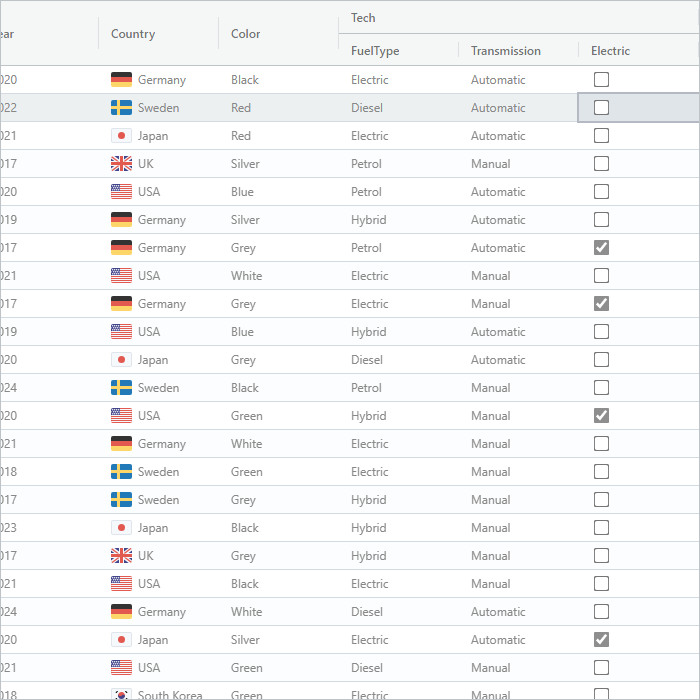 Tech
ear Country Color
FuelType Transmission Electric
020 Germany Black Electric Automatic
022 Sweden Red Diesel Automatic
021 Japan Red Electric Automatic
017 UK Silver Petrol Manual
020 USA Blue Petrol Automatic
019 Germany Silver Hybrid Automatic
017 Germany Grey Petrol Automatic
021 USA White Electric Manual
017 Germany Grey Electric Manual
019 USA Blue Hybrid Automatic
020 Japan Grey Diesel Automatic
024 Sweden Black Petrol Manual
020 USA Green Hybrid Manual
021 Germany White Electric Manual
018 Sweden Green Electric Manual
017 Sweden Grey Hybrid Manual
023 Japan Black Hybrid Manual
017 UK Grey Hybrid Manual
021 USA Black Electric Manual
024 Germany White Diesel Automatic
020 Japan Silver Electric Automatic
021 USA Green Diesel Manual
018 South Korea Green Electric Manual